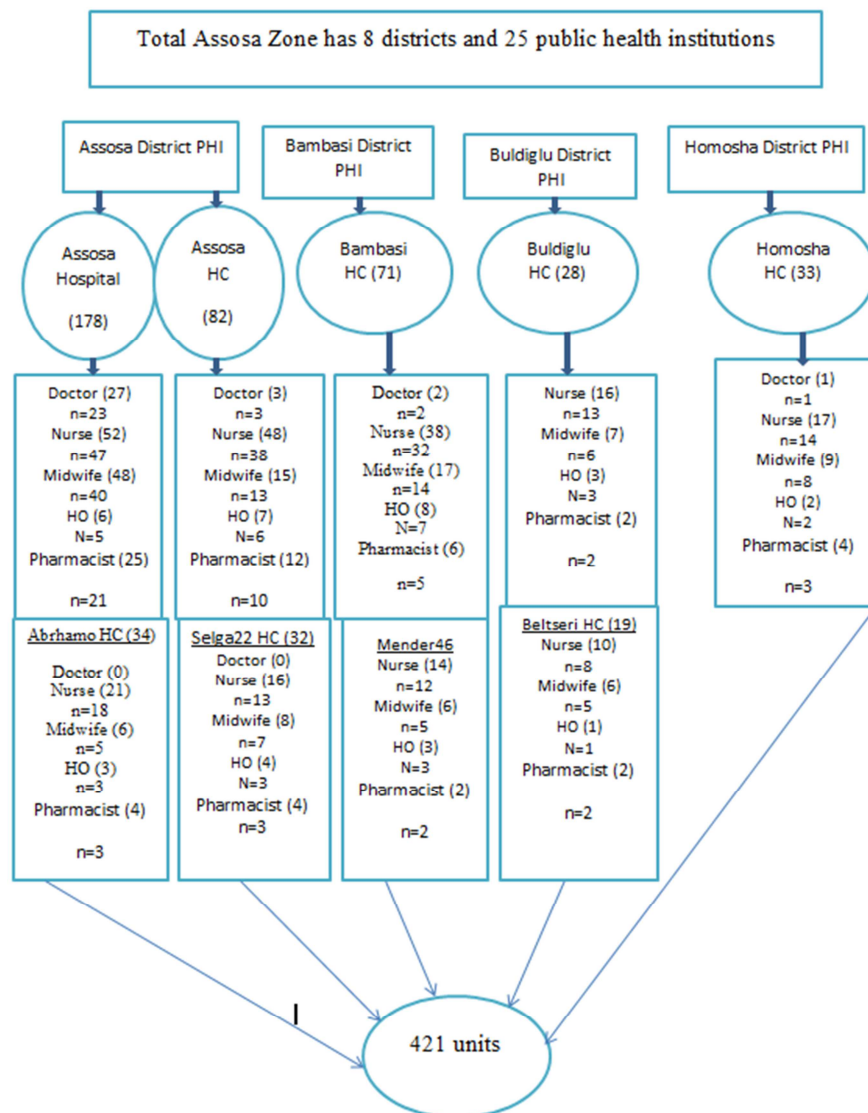 Total Assosa Zone has 8 districts and 25 public health institutions
Assosa District PHI
Bambasi District
PHI
Buldiglu District
PHI
Homosha District PHI
Assosa
Hospital
(178)
Assosa
HC
(82)
Bambasi
HC (71)
Buldiglu
HC (28)
Homosha
HC (33)
Doctor (27)
n=23
Nurse (52)
n=47
Midwife (48)
n=40
HO (6)
N=5
Pharmacist (25)
n=21
Doctor (3)
n=3
Nurse (48)
n=38
Midwife (15)
n=13
HO (7)
N=6
Pharmacist (12)
n=10
Doctor (2)
n=2
Nurse (38)
n=32
Midwife (17)
n=14
HO (8)
N=7
Pharmacist (6)
n=5
Nurse (16)
n=13
Midwife (7)
n=6
HO (3)
N=3
Pharmacist (2)
n=2
Doctor (1)
n=1
Nurse (17)
n=14
Midwife (9)
n=8
HO (2)
N=2
Pharmacist (4)
n=3
Abrhamo HC (34)
Doctor (0)
Nurse (21)
n=18
Midwife (6)
n=5
HO (3)
n=3
Pharmacist (4)
n=3
Selga22 HC (32)
Doctor (0)
Nurse (16)
n=13
Midwife (8)
n=7
HO (4)
N=3
Pharmacist (4)
n=3
Mender46
Nurse (14)
n=12
Midwife (6)
n=5
HO (3)
N=3
Pharmacist (2)
n=2
Beltseri HC (19)
Nurse (10)
n=8
Midwife (6)
n=5
HO (1)
N=1
Pharmacist (2)
n=2
421 units